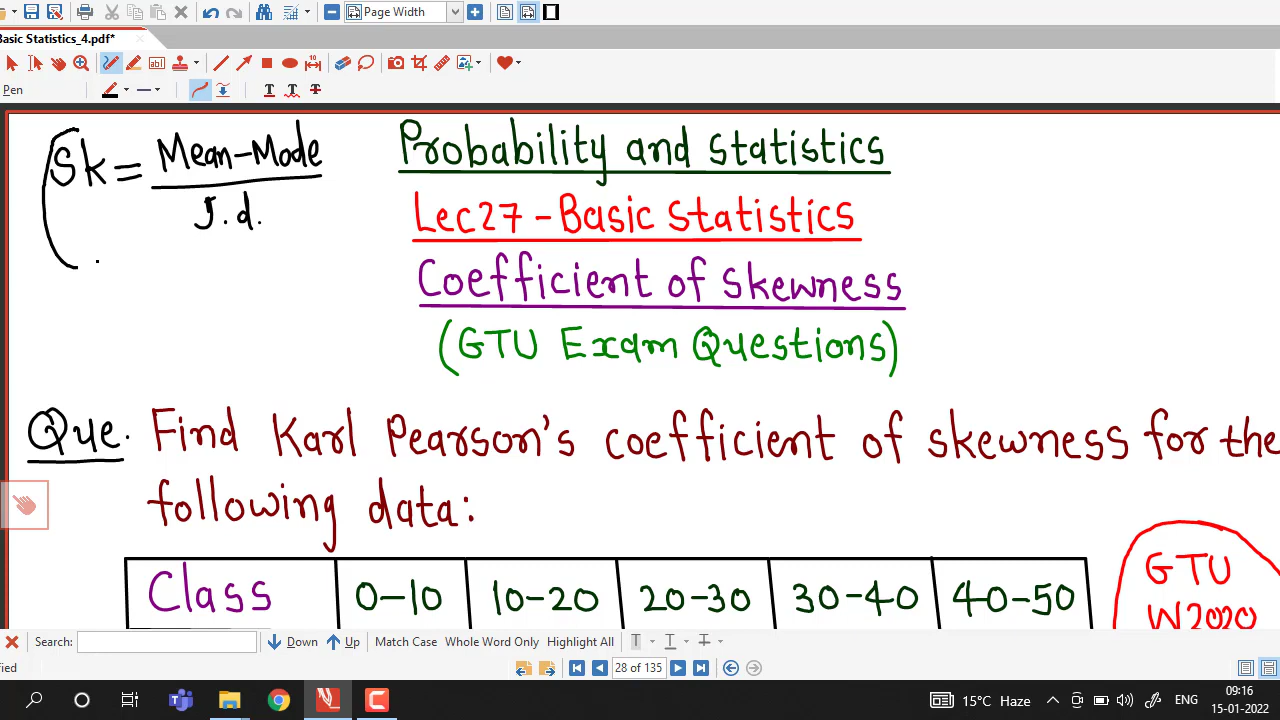 Page Width
Basic Statistics_4.pdf*
Pen
Sk = Mean-Mode
s.d.
Probability and statistics
Lec27 - Basic Statistics
Coefficient of skewness
(GTU Exam Questions)
Que. Find Karl Pearson's coefficient of skewness for the
following data:
Class 0-10 10-20 20-30 30-40 40-50
GTU
W2020
Search: Down Up Match Case Whole Word Only Highlight All T T T
28 of 135
15°C Haze ENG 09:16
15-01-2022